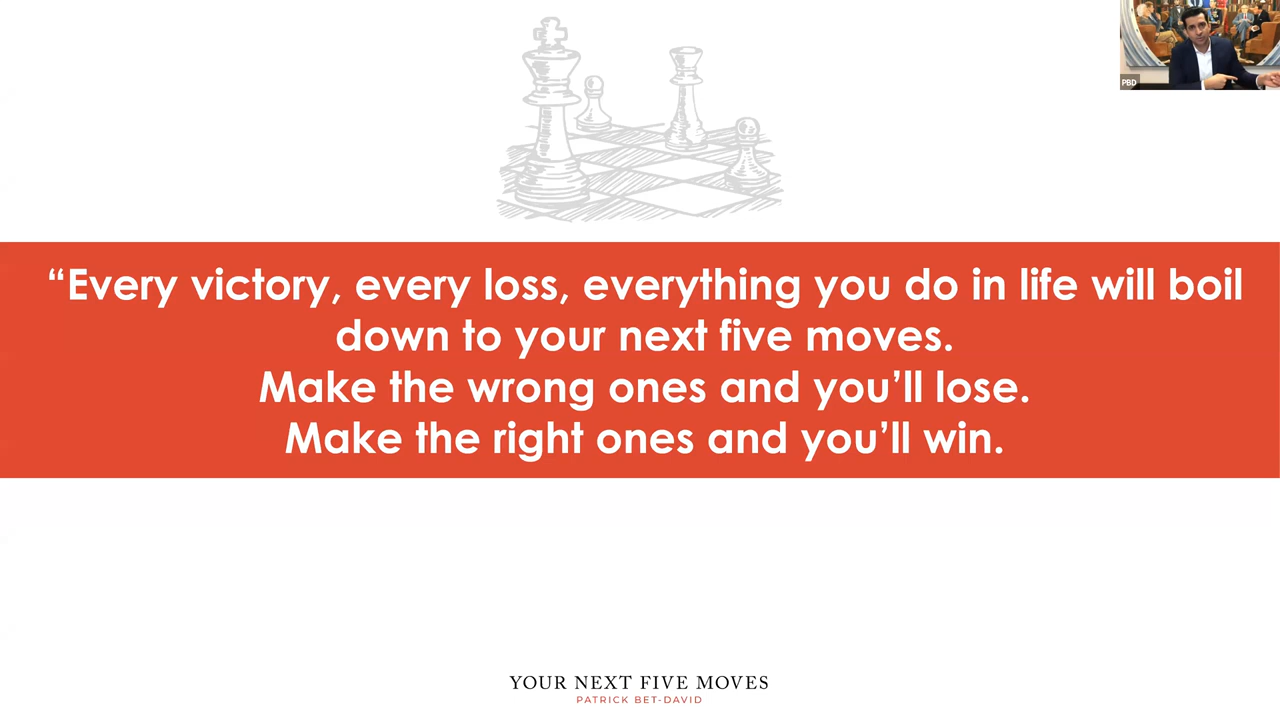 PBD
“Every victory, every loss, everything you do in life will boil
down to your next five moves.
Make the wrong ones and you’ll lose.
Make the right ones and you’ll win.
YOUR NEXT FIVE MOVES
PATRICK BET-DAVID